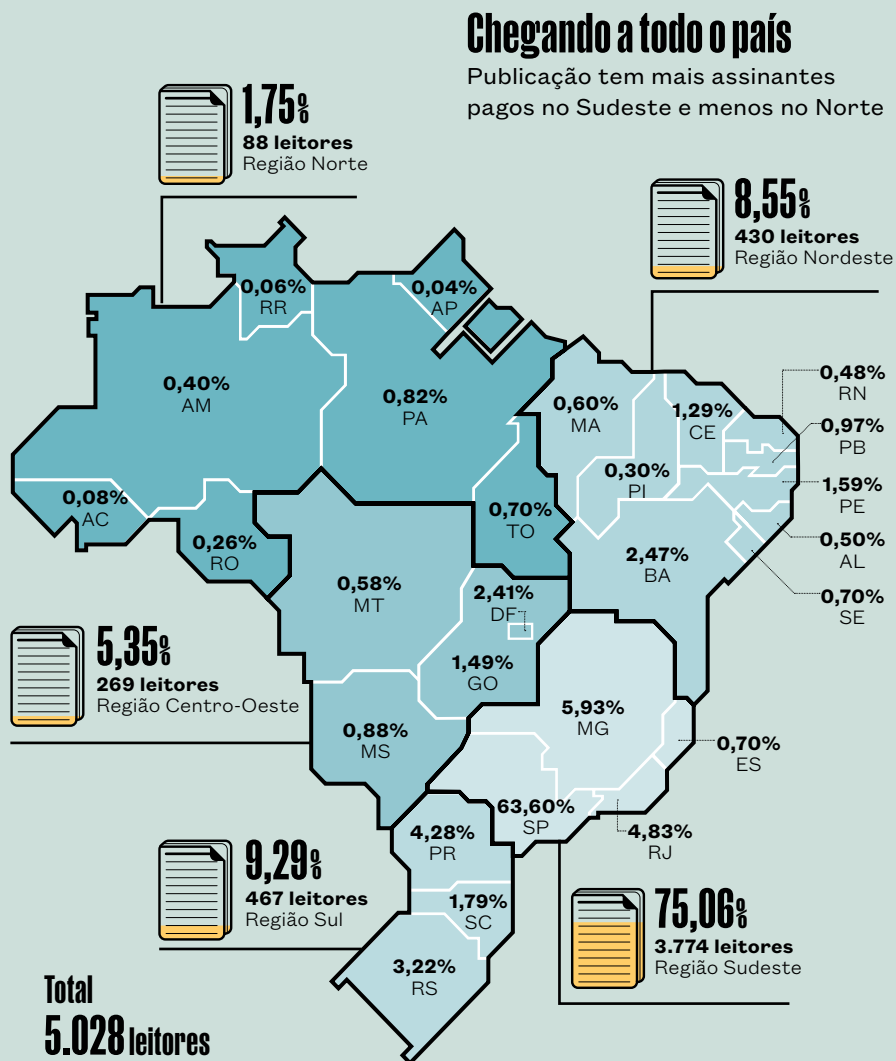 Chegando a todo o país
Publicação tem mais assinantes
pagos no Sudeste e menos no Norte
1,75%
88 leitores
Região Norte
8,55%
430 leitores
Região Nordeste
0,06%
RR
0,04%
AP
0,40%
AM
0,82%
PA
0,60%
MA
1,29%
CE
0,48%
RN
0,97%
PB
0,30%
PI
1,59%
PE
0,08%
AC
0,70%
TO
0,50%
AL
0,26%
RO
2,47%
BA
0,70%
SE
0,58%
MT
2,41%
DF
5,35%
269 leitores
Região Centro-Oeste
1,49%
GO
0,88%
MS
5,93%
MG
0,70%
ES
63,60%
SP
4,83%
RJ
4,28%
PR
9,29%
467 leitores
Região Sul
1,79%
SC
75,06%
3.774 leitores
Região Sudeste
3,22%
RS
Total
5.028 leitores